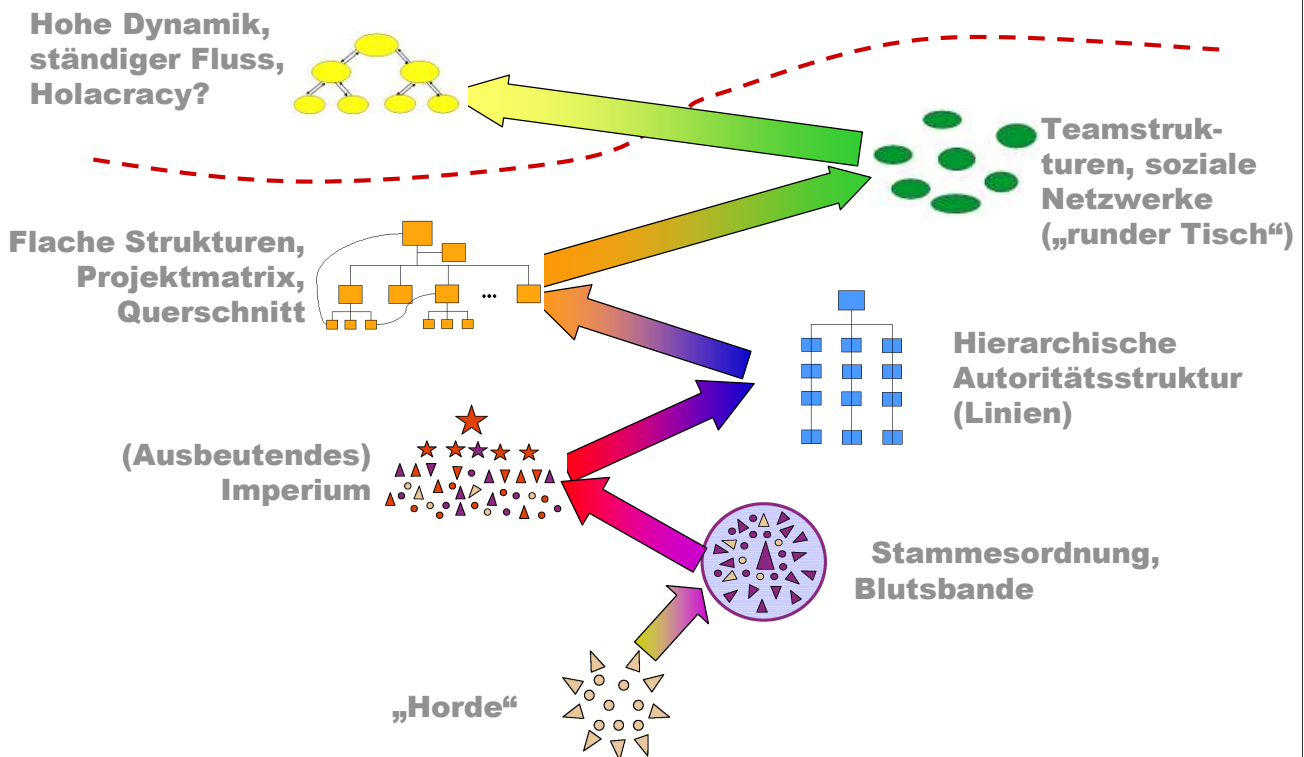 Hohe Dynamik,
ständiger Fluss,
Holacracy?
Teamstruk-
turen, soziale
Netzwerke
(„runder Tisch“)
Flache Strukturen,
Projektmatrix,
Querschnitt
...
Hierarchische
Autoritätsstruktur
(Linien)
(Ausbeutendes)
Imperium
Stammesordnung,
Blutsbande
„Horde“